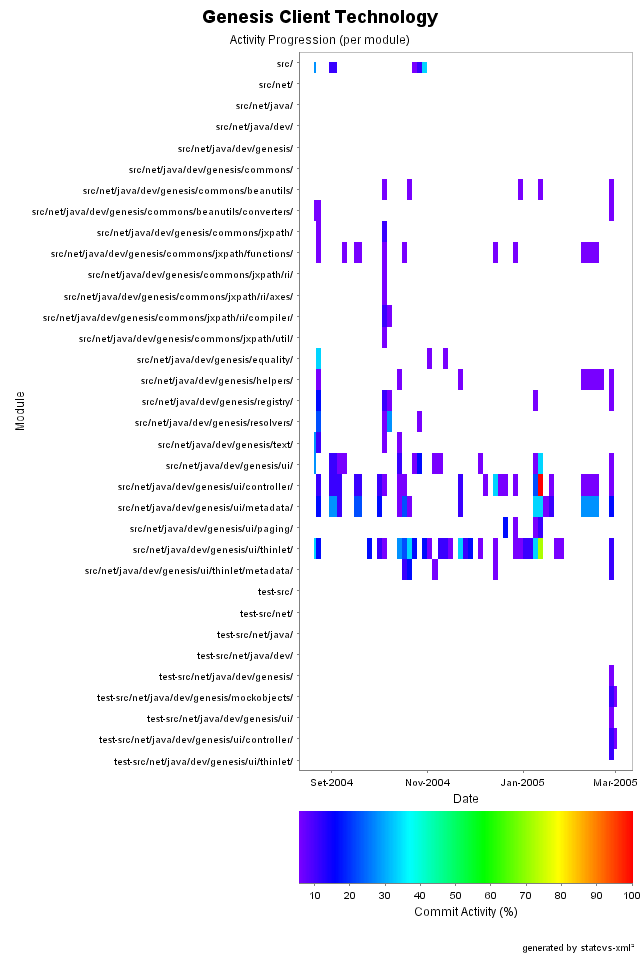 Genesis Client Technology
Activity Progression (per module)
src/
src/net/
src/net/java/
src/net/java/dev/
src/net/java/dev/genesis/
src/net/java/dev/genesis/commons/
src/net/java/dev/genesis/commons/beanutils/
src/net/java/dev/genesis/commons/beanutils/converters/
src/net/java/dev/genesis/commons/jxpath/
src/net/java/dev/genesis/commons/jxpath/functions/
src/net/java/dev/genesis/commons/jxpath/ri/
src/net/java/dev/genesis/commons/jxpath/ri/axes/
src/net/java/dev/genesis/commons/jxpath/ri/compiler/
src/net/java/dev/genesis/commons/jxpath/util/
src/net/java/dev/genesis/equality/
src/net/java/dev/genesis/helpers/
src/net/java/dev/genesis/registry/
src/net/java/dev/genesis/resolvers/
src/net/java/dev/genesis/text/
src/net/java/dev/genesis/ui/
src/net/java/dev/genesis/ui/controller/
src/net/java/dev/genesis/ui/metadata/
src/net/java/dev/genesis/ui/paging/
src/net/java/dev/genesis/ui/thinlet/
src/net/java/dev/genesis/ui/thinlet/metadata/
test-src/
test-src/net/
test-src/net/java/
test-src/net/java/dev/
test-src/net/java/dev/genesis/
test-src/net/java/dev/genesis/mockobjects/
test-src/net/java/dev/genesis/ui/
test-src/net/java/dev/genesis/ui/controller/
test-src/net/java/dev/genesis/ui/thinlet/
Module
Set-2004 Nov-2004 Jan-2005 Mar-2005
Date
10 20 30 40 50 60 70 80 90 100
Commit Activity (%)
generated by statcvs-xml²